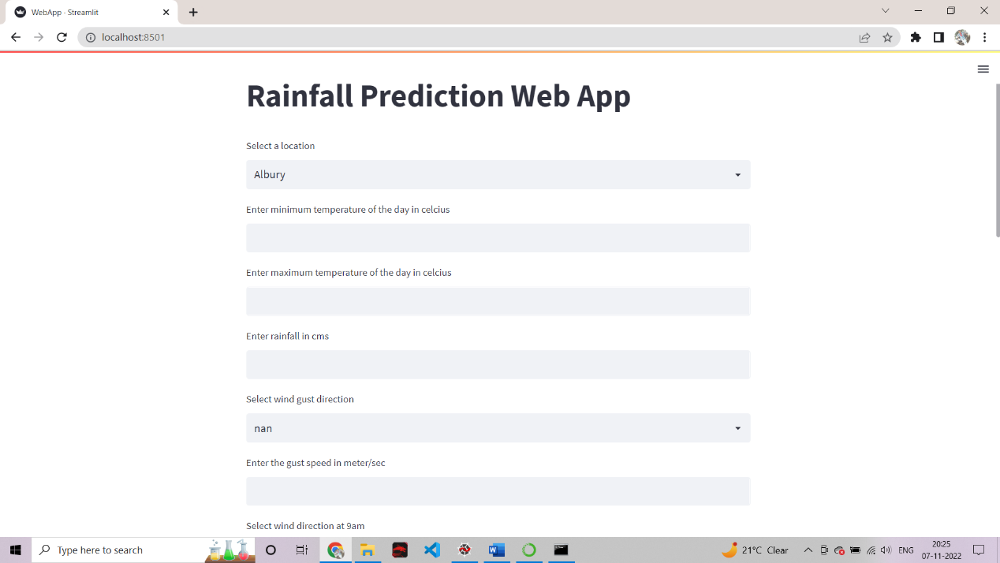 WebApp · Streamlit
localhost:8501
Rainfall Prediction Web App
Select a location
Albury
Enter minimum temperature of the day in celcius
Enter maximum temperature of the day in celcius
Enter rainfall in cms
Select wind gust direction
nan
Enter the gust speed in meter/sec
Select wind direction at 9am
Type here to search
21°C Clear
ENG
20:25
07-11-2022